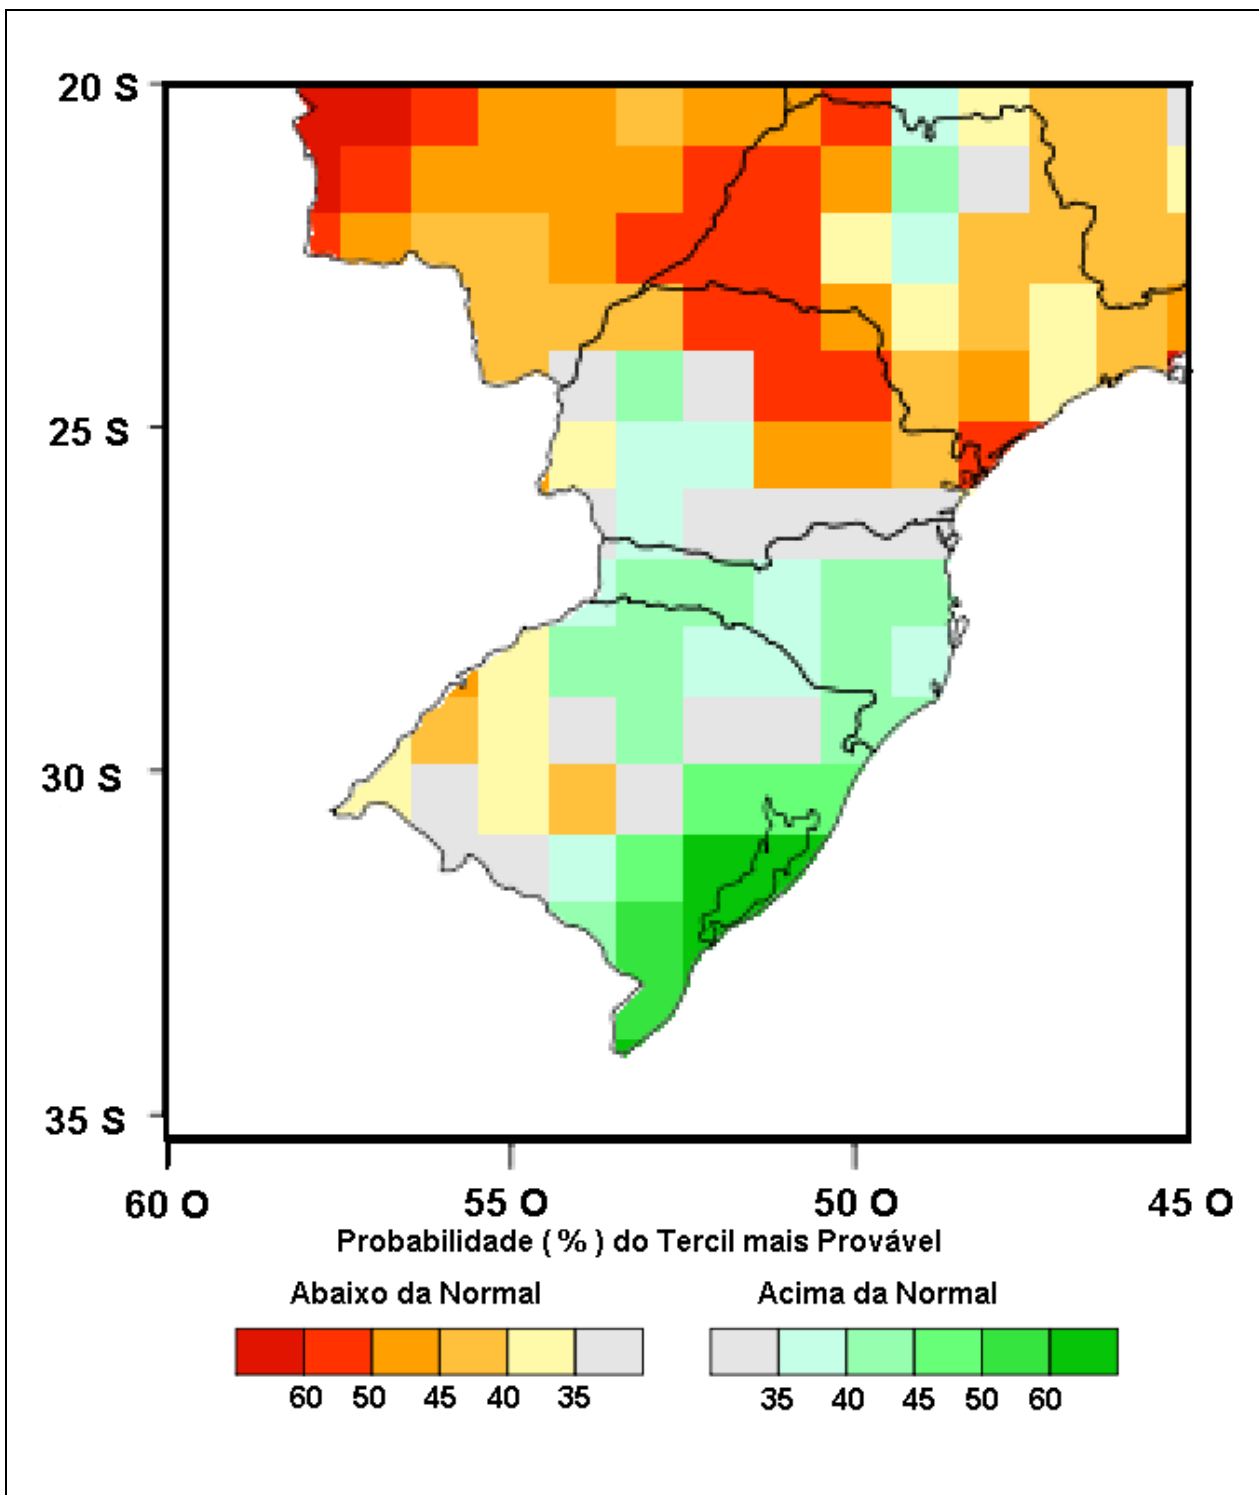 20 S
25 S
30 S
35 S
60 O 55 O 50 O 45 O
Probabilidade ( % ) do Tercil mais Provável
Abaixo da Normal Acima da Normal
60 50 45 40 35 35 40 45 50 60